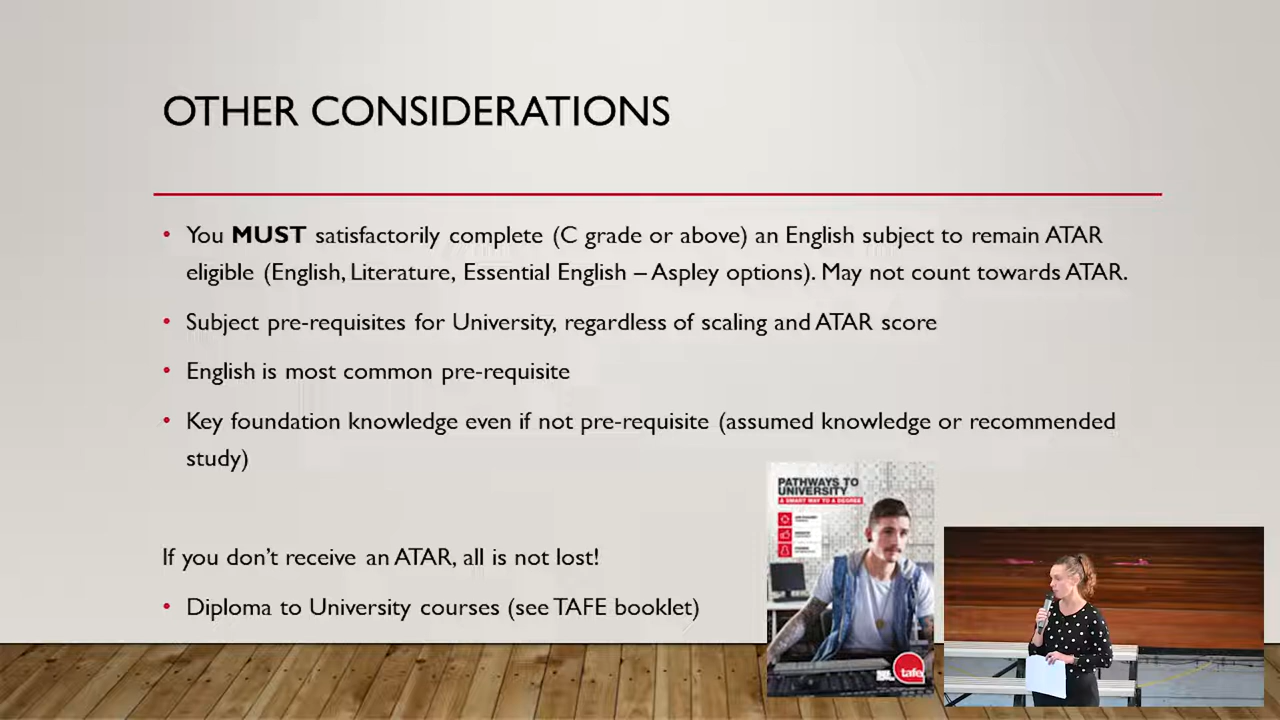 OTHER CONSIDERATIONS
• You MUST satisfactorily complete (C grade or above) an English subject to remain ATAR
eligible (English, Literature, Essential English – Aspley options). May not count towards ATAR.
• Subject pre-requisites for University, regardless of scaling and ATAR score
• English is most common pre-requisite
• Key foundation knowledge even if not pre-requisite (assumed knowledge or recommended
study)
If you don't receive an ATAR, all is not lost!
• Diploma to University courses (see TAFE booklet)
PATHWAYS TO
UNIVERSITY
A SMART WAY TO A DEGREE
tafe